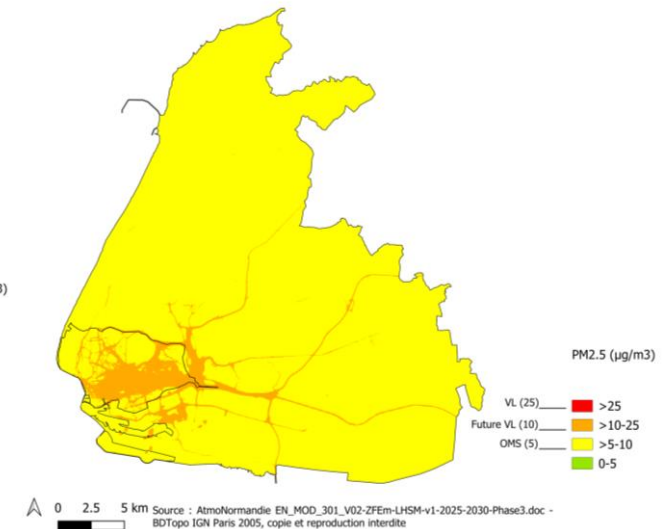 3)
PM2.5 (µg/m3)
VL (25) >25
Future VL (10) >10-25
OMS (5) >5-10
0-5
0 2.5 5 km Source : AtmoNormandie EN_MOD_301_V02-ZFEm-LHSM-v1-2025-2030-Phase3.doc -
BDTopo IGN Paris 2005, copie et reproduction interdite